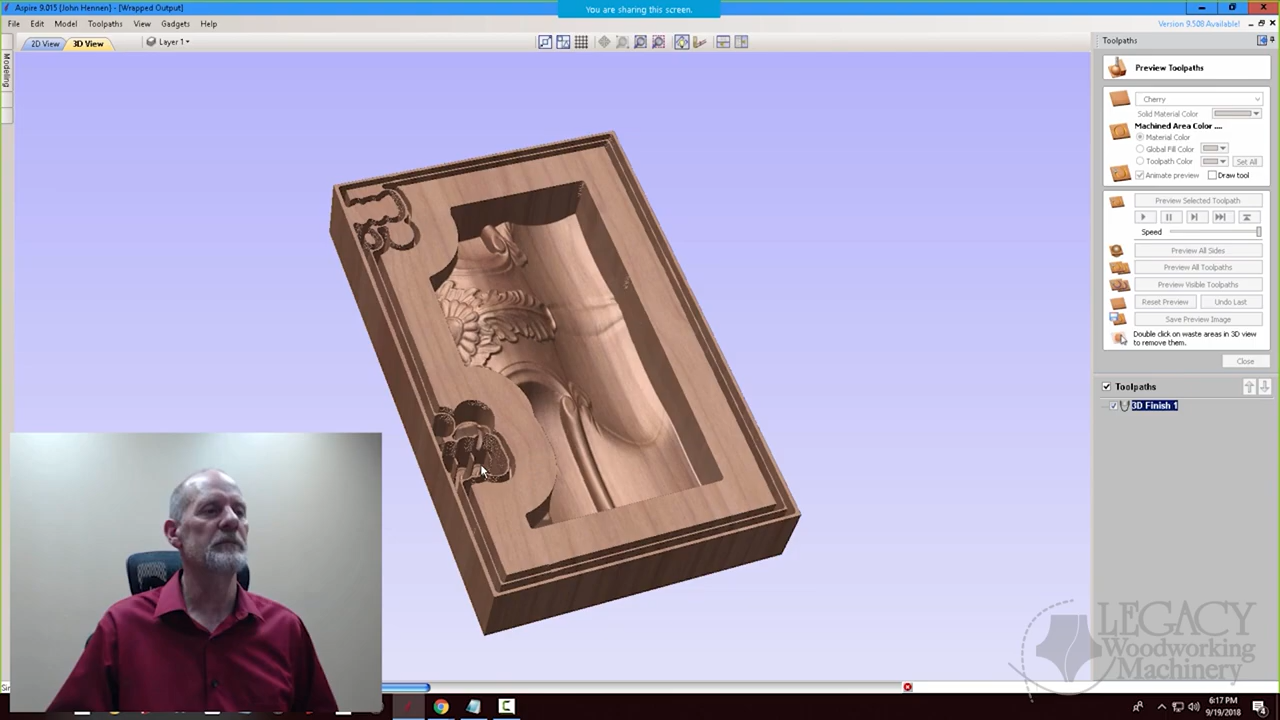 Aspire 9.015 {John Hennen} - [Wrapped Output]
You are sharing this screen.
File Edit Model Toolpaths View Gadgets Help
Version 9.508 Available!
2D View 3D View Layer 1
Modeling
Toolpaths
Preview Toolpaths
Cherry
Solid Material Color
Machined Area Color ....
Material Color
Global Fill Color
Toolpath Color Set All
Animate preview Draw tool
Preview Selected Toolpath
Speed
Preview All Sides
Preview All Toolpaths
Preview Visible Toolpaths
Reset Preview Undo Last
Save Preview Image
Double click on waste areas in 3D view
to remove them.
Close
Toolpaths
3D Finish 1
LEGACY
Woodworking
Machinery
6:17 PM
9/19/2018
4